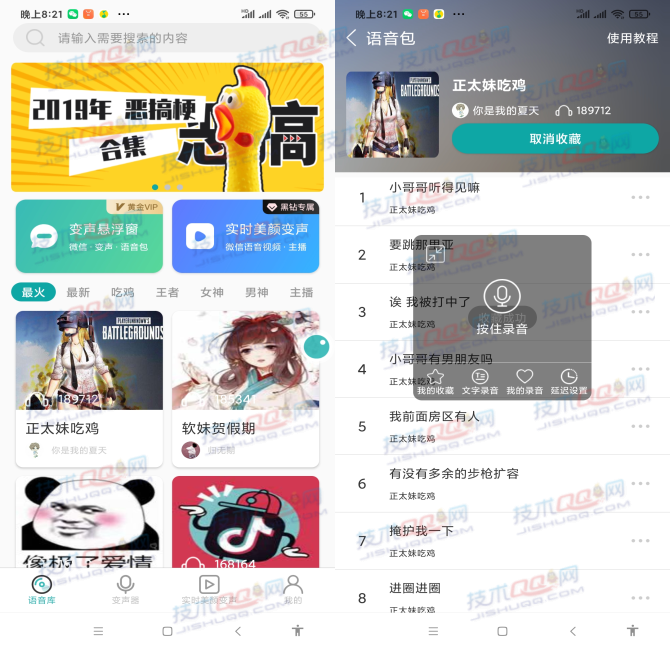 晚上8:21
HD
55
请输入需要搜索的内容
2019年 恶搞梗
合集
恶搞
黄金VIP
变声悬浮窗
微信·变声·语音包
黑钻专属
实时美颜变声
微信语音视频·主播
最火 最新 吃鸡 王者 女神 男神 主播
PLAYERUNKNOWN'S
BATTLEGROUNDS
189712
正太妹吃鸡
你是我的夏天
185341
软妹贺假期
像极了爱情
168164
语音库 变声器 实时美颜变声 我的
晚上8:21
HD
55
语音包
使用教程
PLAYERUNKNOWN'S
BATTLEGROUNDS
正太妹吃鸡
你是我的夏天 189712
取消收藏
1 小哥哥听得见嘛
正太妹吃鸡
2 要跳那里亚
正太妹吃鸡
3 诶 我被打中了
正太妹吃鸡
收藏成功
按住录音
4 小哥哥有男朋友吗
正太妹吃鸡
我的收藏 文字录音 我的录音 延迟设置
5 我前面房区有人
正太妹吃鸡
6 有没有多余的步枪扩容
正太妹吃鸡
7 掩护我一下
正太妹吃鸡
8 进圈进圈
正太妹吃鸡
技术QQ网
JISHUQQ.COM